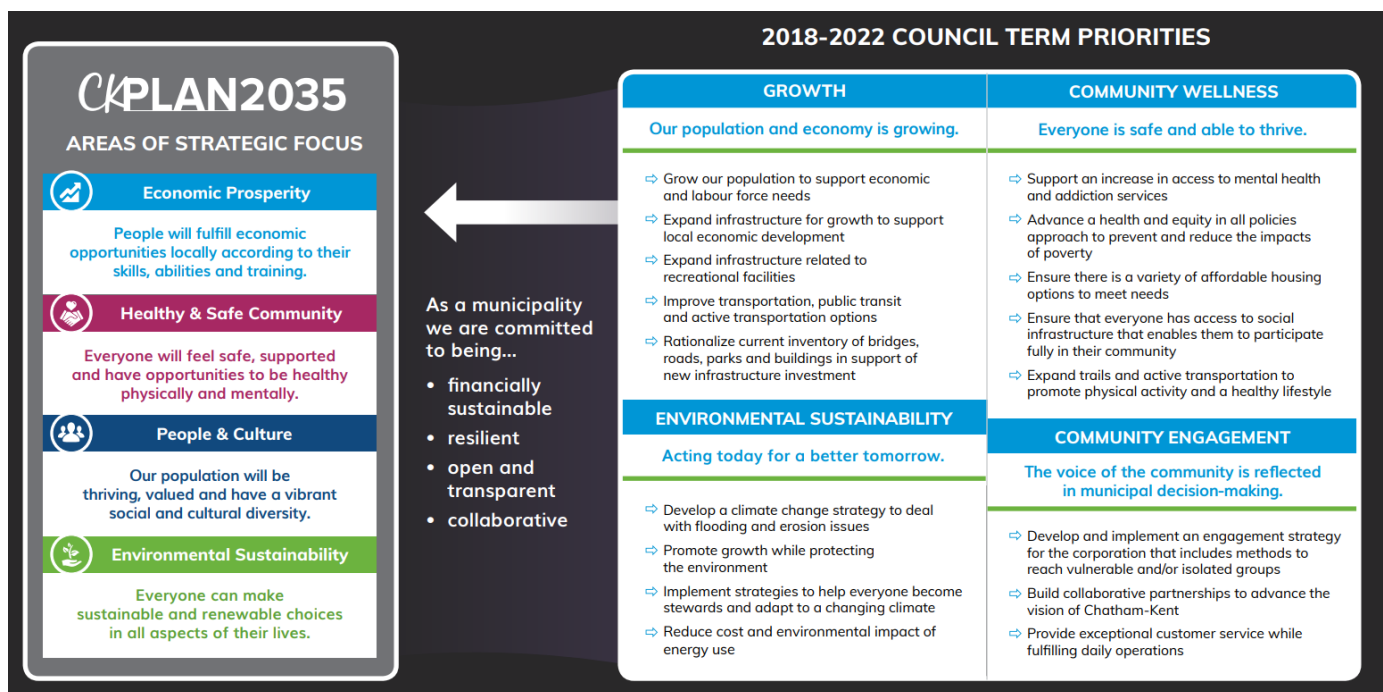 CKPLAN2035
AREAS OF STRATEGIC FOCUS
Economic Prosperity
People will fulfill economic
opportunities locally according to their
skills, abilities and training.
Healthy & Safe Community
Everyone will feel safe, supported
and have opportunities to be healthy
physically and mentally.
People & Culture
Our population will be
thriving, valued and have a vibrant
social and cultural diversity.
Environmental Sustainability
Everyone can make
sustainable and renewable choices
in all aspects of their lives.
As a municipality
we are committed
to being...
• financially
sustainable
• resilient
• open and
transparent
• collaborative
2018-2022 COUNCIL TERM PRIORITIES
GROWTH
Our population and economy is growing.
⇨ Grow our population to support economic
and labour force needs
⇨ Expand infrastructure for growth to support
local economic development
⇨ Expand infrastructure related to
recreational facilities
⇨ Improve transportation, public transit
and active transportation options
⇨ Rationalize current inventory of bridges,
roads, parks and buildings in support of
new infrastructure investment
ENVIRONMENTAL SUSTAINABILITY
Acting today for a better tomorrow.
⇨ Develop a climate change strategy to deal
with flooding and erosion issues
⇨ Promote growth while protecting
the environment
⇨ Implement strategies to help everyone become
stewards and adapt to a changing climate
⇨ Reduce cost and environmental impact of
energy use
COMMUNITY WELLNESS
Everyone is safe and able to thrive.
⇨ Support an increase in access to mental health
and addiction services
⇨ Advance a health and equity in all policies
approach to prevent and reduce the impacts
of poverty
⇨ Ensure there is a variety of affordable housing
options to meet needs
⇨ Ensure that everyone has access to social
infrastructure that enables them to participate
fully in their community
⇨ Expand trails and active transportation to
promote physical activity and a healthy lifestyle
COMMUNITY ENGAGEMENT
The voice of the community is reflected
in municipal decision-making.
⇨ Develop and implement an engagement strategy
for the corporation that includes methods to
reach vulnerable and/or isolated groups
⇨ Build collaborative partnerships to advance the
vision of Chatham-Kent
⇨ Provide exceptional customer service while
fulfilling daily operations